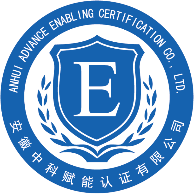 ANHUI ADVANCE ENABLING CERTIFICATION CO., LTD.
E
安徽中科赋能认证有限公司